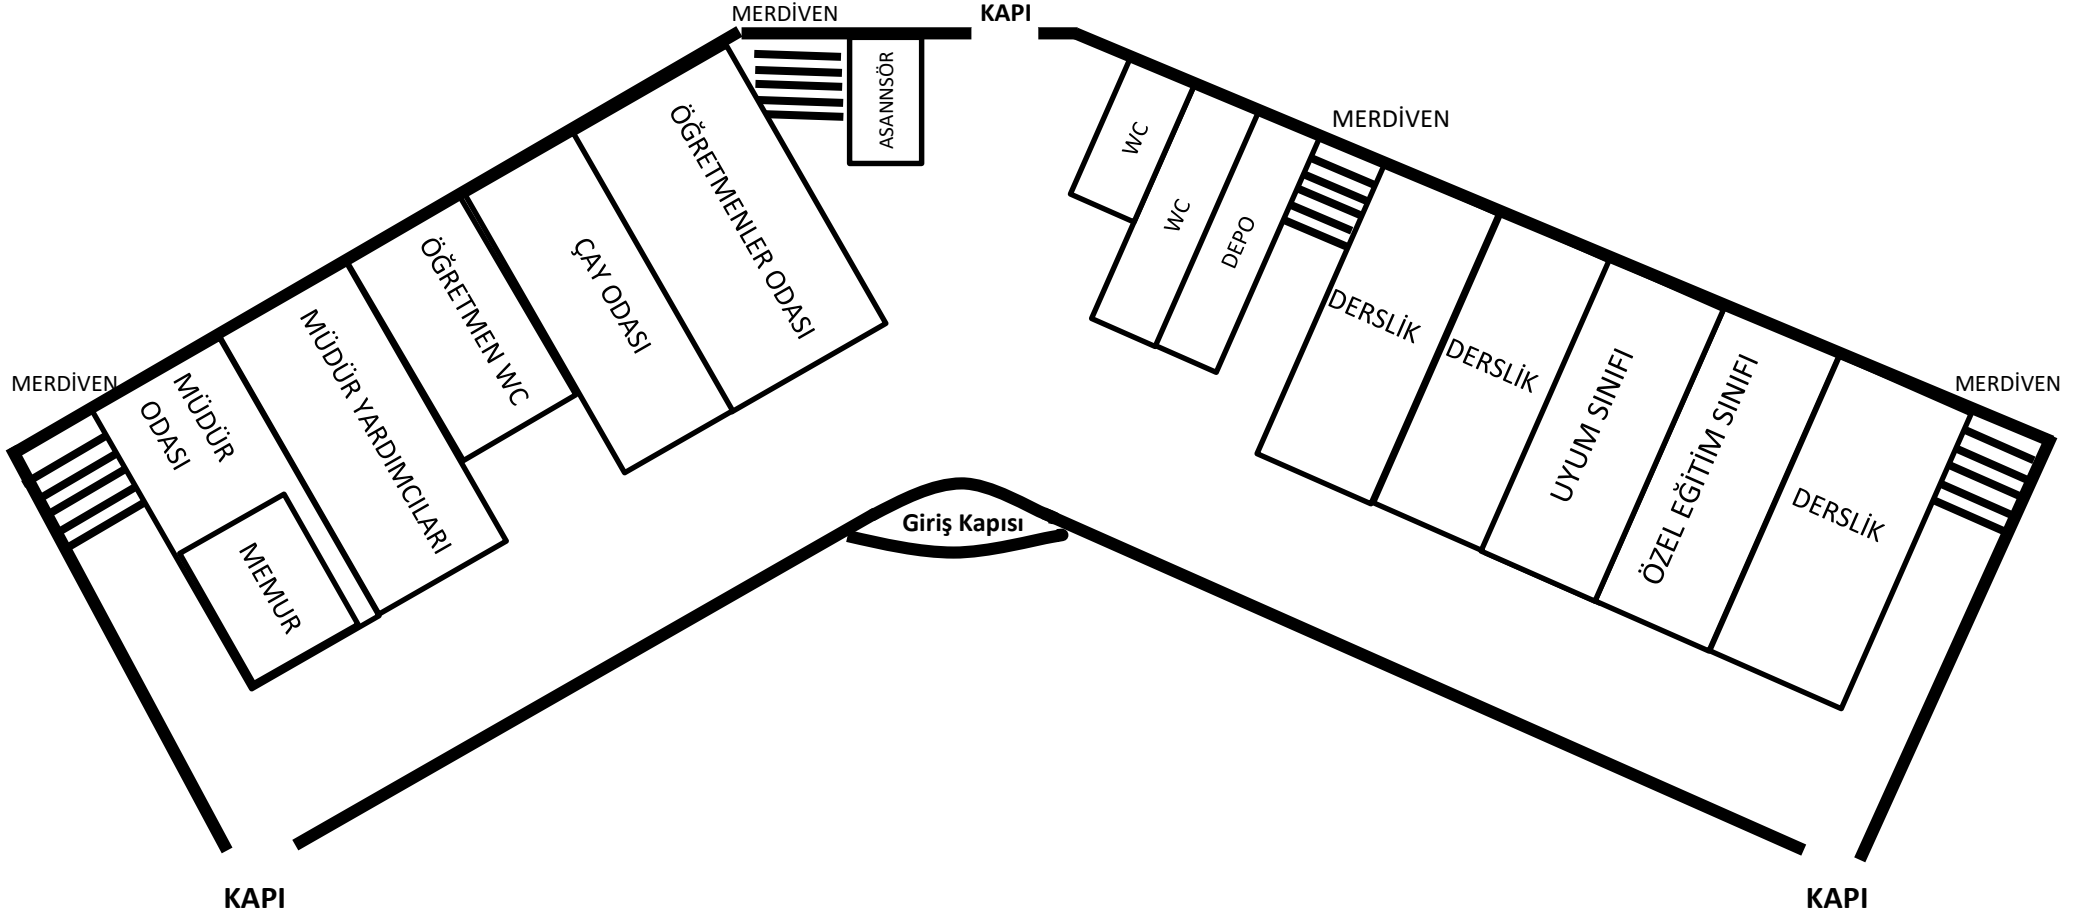 MERDİVEN
KAPI
ASANNSÖR
ÖĞRETMENLER ODASI
ÇAY ODASI
ÖĞRETMEN WC
MÜDÜR YARDIMCILARI
MÜDÜR
ODASI
MEMUR
MERDİVEN
WC
WC
DEPO
MERDİVEN
DERSLİK
DERSLİK
UYUM SINIFI
ÖZEL EĞİTİM SINIFI
DERSLİK
MERDİVEN
Giriş Kapısı
KAPI
KAPI